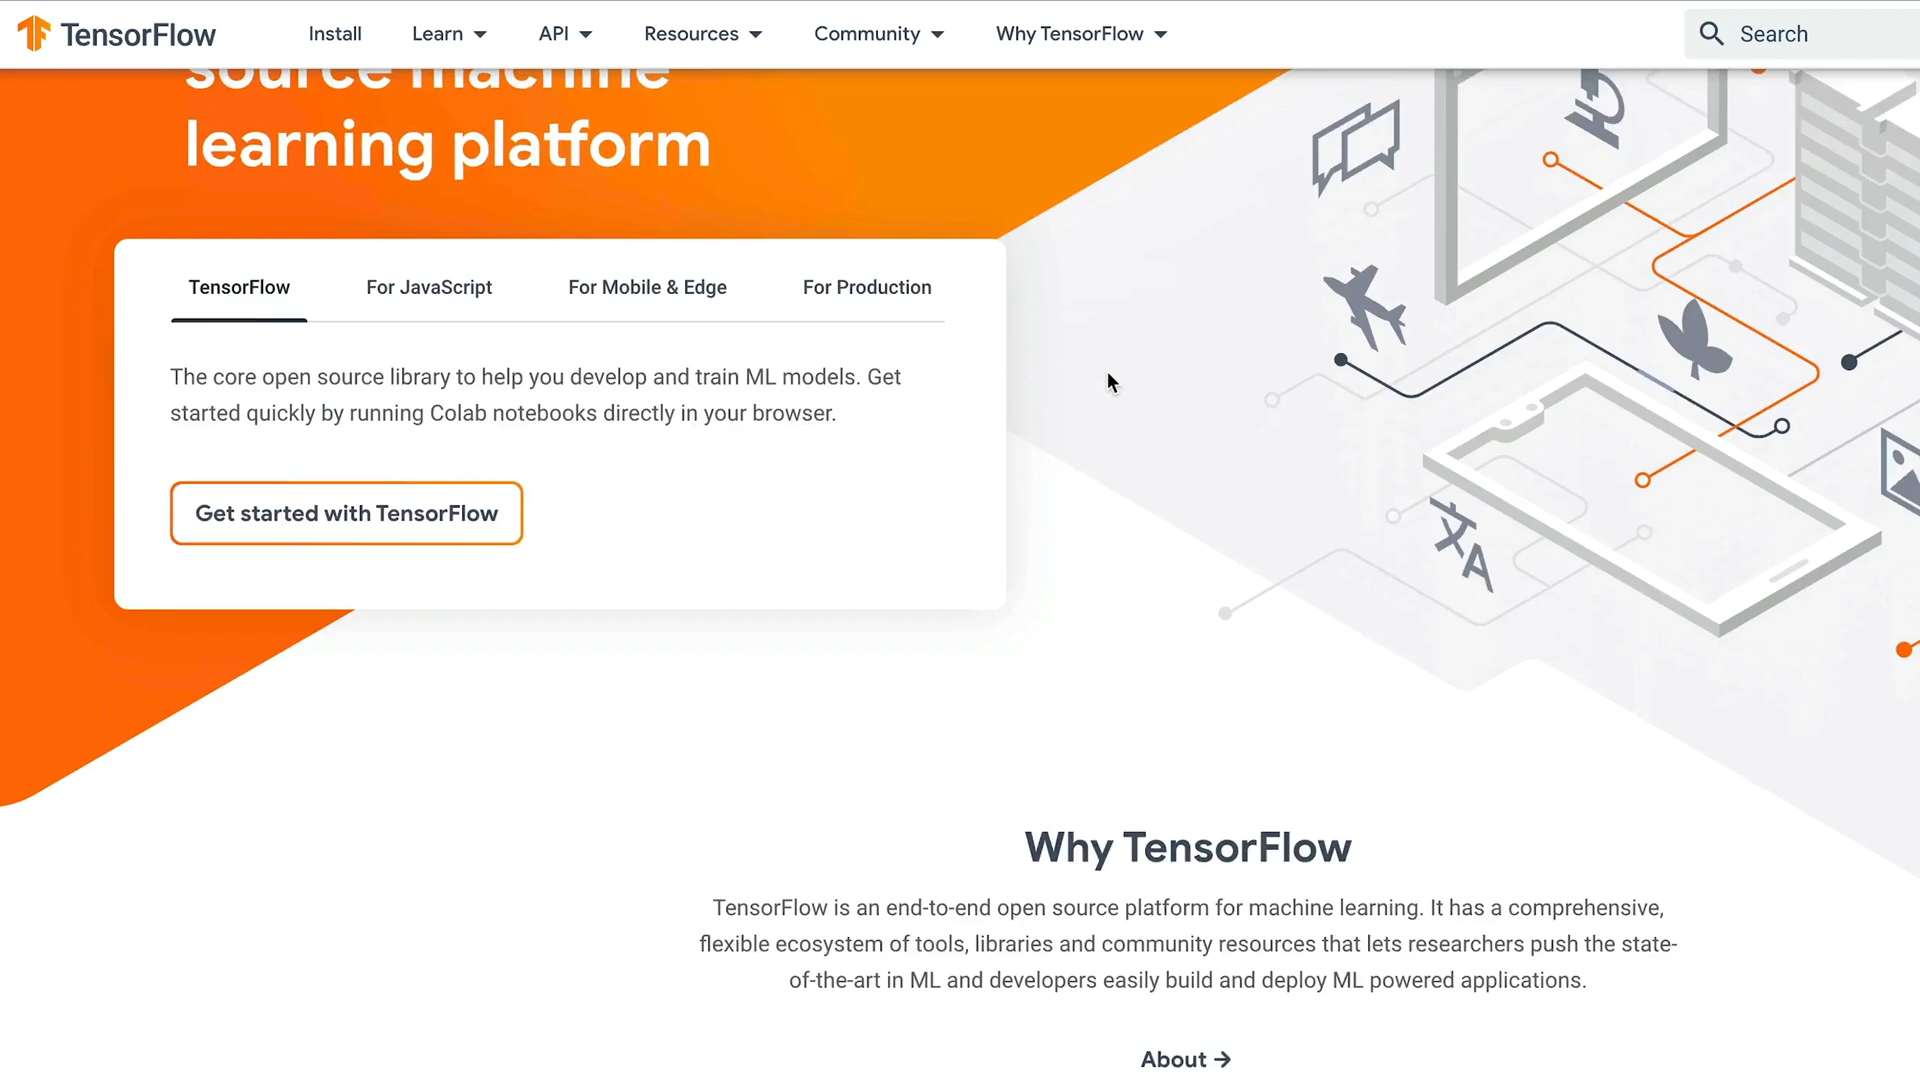 TensorFlow
Install
Learn
API
Resources
Community
Why TensorFlow
Search
source machine
learning platform
TensorFlow
For JavaScript
For Mobile & Edge
For Production
The core open source library to help you develop and train ML models. Get
started quickly by running Colab notebooks directly in your browser.
Get started with TensorFlow
文A
Why TensorFlow
TensorFlow is an end-to-end open source platform for machine learning. It has a comprehensive,
flexible ecosystem of tools, libraries and community resources that lets researchers push the state-
of-the-art in ML and developers easily build and deploy ML powered applications.
About →